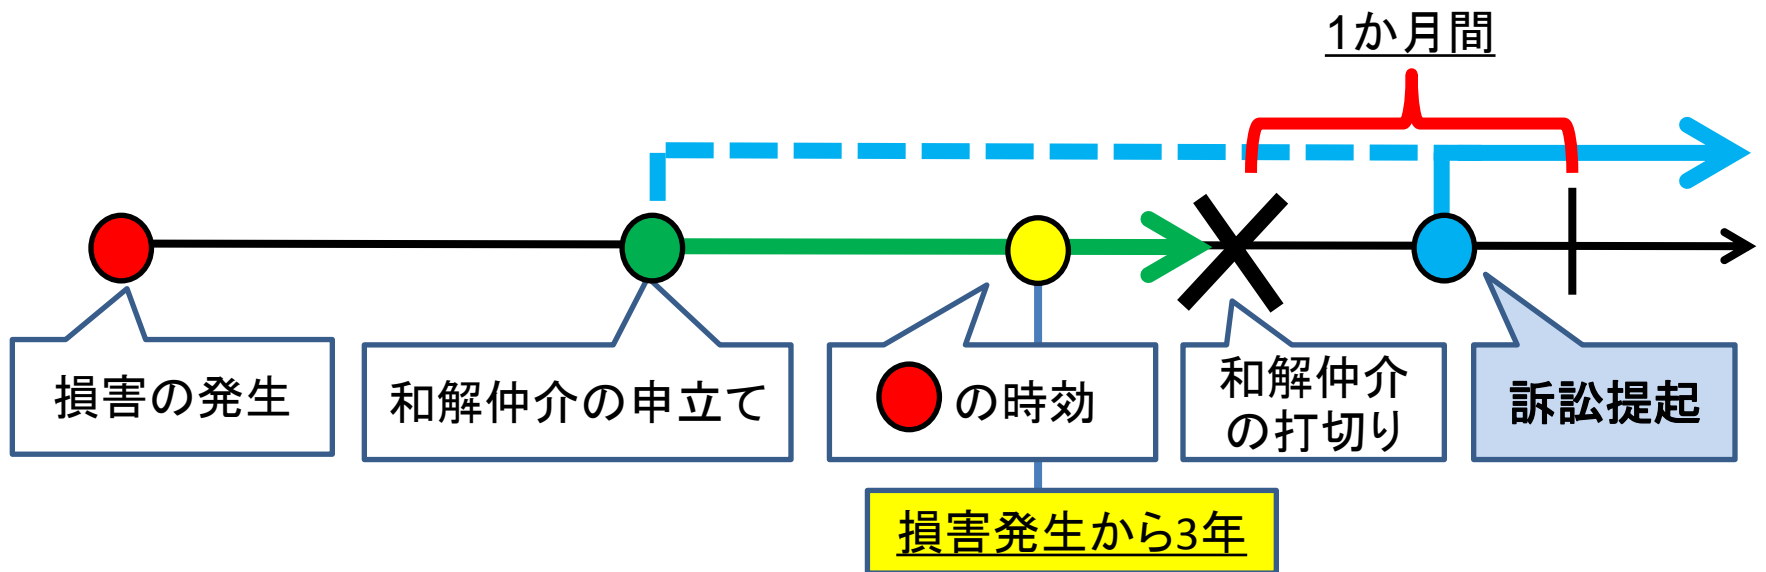 1か月間
損害の発生
和解仲介の申立て
の時効
和解仲介
の打切り
訴訟提起
損害発生から3年